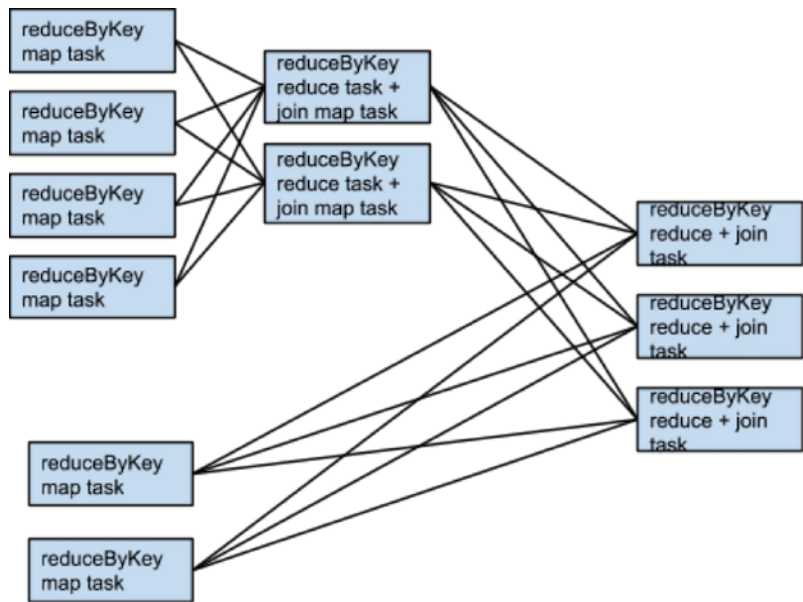 reduceByKey
map task
reduceByKey
map task
reduceByKey
map task
reduceByKey
map task
reduceByKey
reduce task +
join map task
reduceByKey
reduce task +
join map task
reduceByKey
reduce + join
task
reduceByKey
reduce + join
task
reduceByKey
reduce + join
task
reduceByKey
map task
reduceByKey
map task